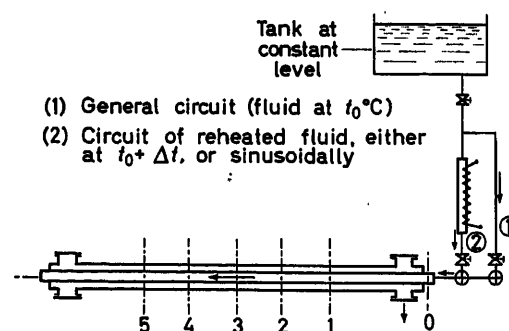 Tank at
constant
level
(1) General circuit (fluid at t₀°C)
(2) Circuit of reheated fluid, either
at t₀+ Δt, or sinusoidally
①
②
5 4 3 2 1 0